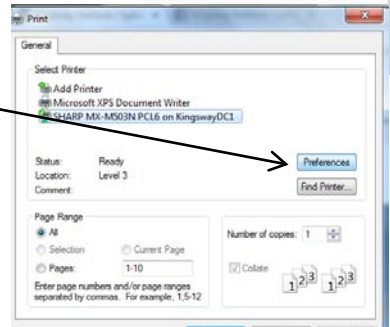 Print
General
Select Printer
Add Printer
Microsoft XPS Document Writer
SHARP MX-M503N PCL6 on KingswayDC1
Status: Ready
Location: Level 3
Comment:
Preferences
Find Printer...
Page Range
All
Selection
Current Page
Pages: 1-10
Enter page numbers and/or page ranges
separated by commas. For example, 1,5-12
Number of copies: 1
Collate
1 2 3 1 2 3